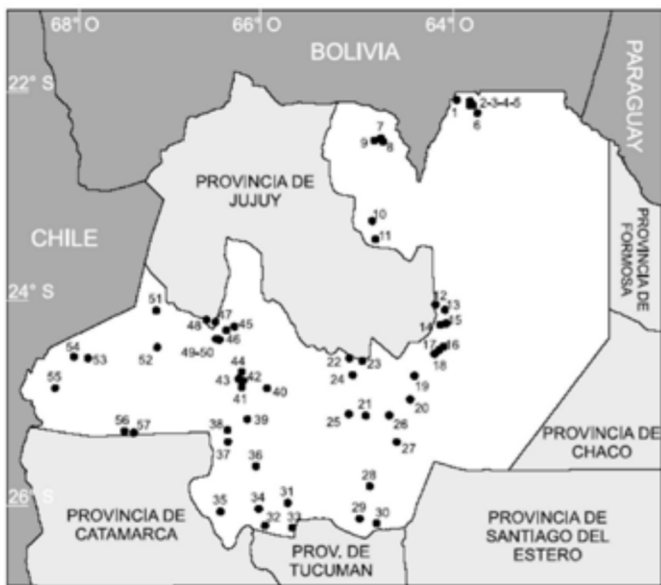 68° O 66° O 64° O
BOLIVIA
PARAGUAY
22° S
1
2-3-4-5
6
7
9
8
PROVINCIA DE
JUJUY
10
11
PROVINCIA DE
FORMOSA
CHILE
24° S
51
48
47
45
46
49-50
52
54
53
55
12
13
14
15
17
16
18
22
23
24
19
20
44
43
42
41
40
39
38
37
25
21
26
27
56
57
36
PROVINCIA DE
CHACO
28
26° S
35
34
31
32
33
29
30
PROVINCIA DE
CATAMARCA
PROV. DE
TUCUMAN
PROVINCIA DE
SANTIAGO DEL
ESTERO